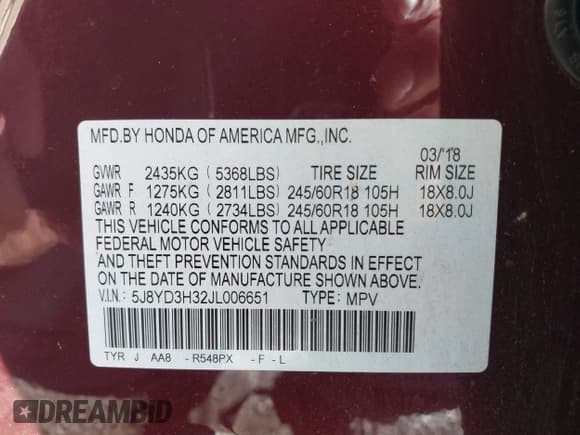 MFD.BY HONDA OF AMERICA MFG.,INC.
03/'18
GVWR 2435KG ( 5368LBS) TIRE SIZE RIM SIZE
GAWR F 1275KG ( 2811LBS) 245/60R18 105H 18X8.0J
GAWR R 1240KG ( 2734LBS) 245/60R18 105H 18X8.0J
THIS VEHICLE CONFORMS TO ALL APPLICABLE
FEDERAL MOTOR VEHICLE SAFETY
AND THEFT PREVENTION STANDARDS IN EFFECT
ON THE DATE OF MANUFACTURE SHOWN ABOVE.
V.I.N.: 5J8YD3H32JL006651 TYPE: MPV
TYR J AA8 - R548PX - F - L
DREAMBID